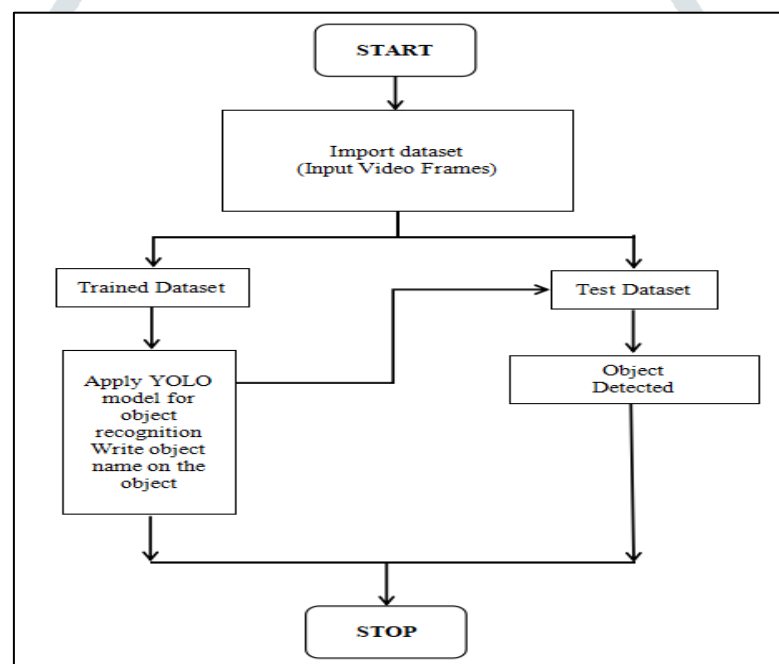 START
Import dataset
(Input Video Frames)
Trained Dataset
Test Dataset
Apply YOLO
model for
object
recognition
Write object
name on the
object
Object
Detected
STOP